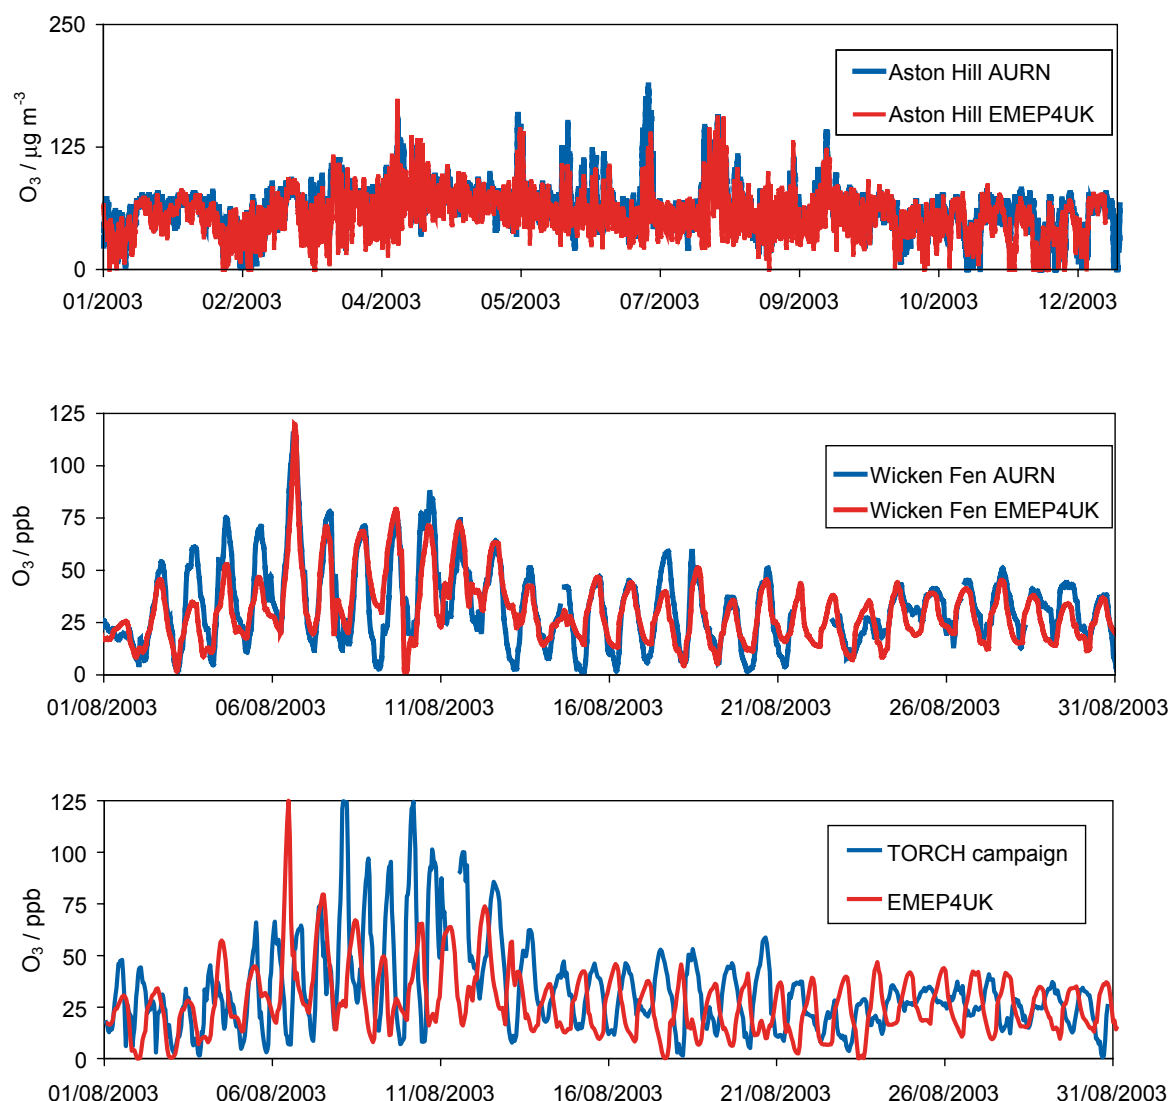 250
125
0
O₃ / µg m⁻³
Aston Hill AURN
Aston Hill EMEP4UK
01/2003 02/2003 04/2003 05/2003 07/2003 09/2003 10/2003 12/2003
125
100
75
50
25
0
O₃ / ppb
Wicken Fen AURN
Wicken Fen EMEP4UK
01/08/2003 06/08/2003 11/08/2003 16/08/2003 21/08/2003 26/08/2003 31/08/2003
125
100
75
50
25
0
O₃ / ppb
TORCH campaign
EMEP4UK
01/08/2003 06/08/2003 11/08/2003 16/08/2003 21/08/2003 26/08/2003 31/08/2003